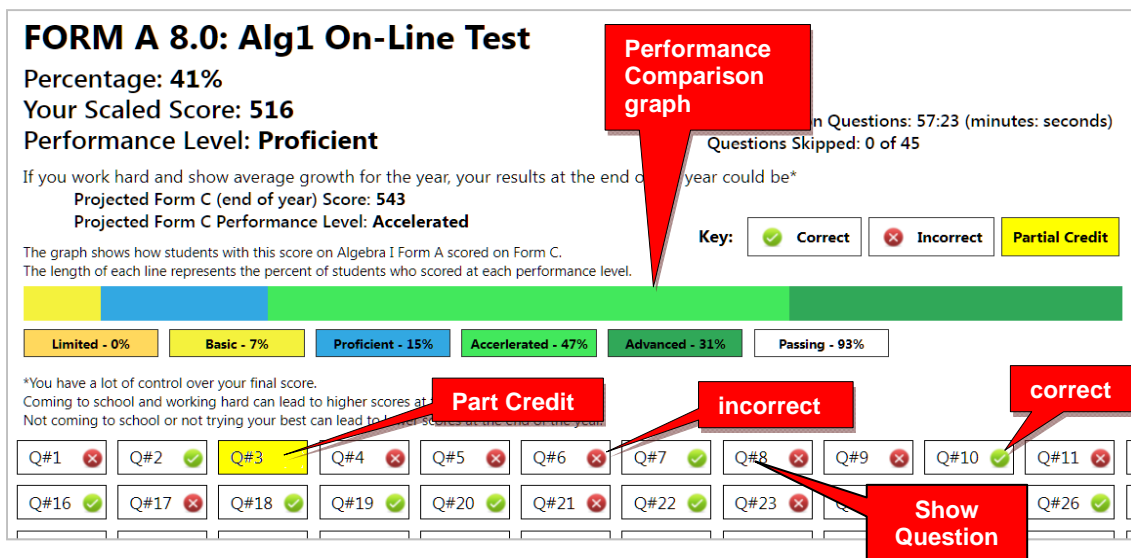 FORM A 8.0: Alg1 On-Line Test
Percentage: 41%
Your Scaled Score: 516
Performance Level: Proficient
Performance
Comparison
graph
n Questions: 57:23 (minutes: seconds)
Questions Skipped: 0 of 45
If you work hard and show average growth for the year, your results at the end o year could be*
Projected Form C (end of year) Score: 543
Projected Form C Performance Level: Accelerated
Key: Correct Incorrect Partial Credit
The graph shows how students with this score on Algebra I Form A scored on Form C.
The length of each line represents the percent of students who scored at each performance level.
Limited - 0% Basic - 7% Proficient - 15% Accerlerated - 47% Advanced - 31% Passing - 93%
*You have a lot of control over your final score.
Coming to school and working hard can lead to higher scores at
Not coming to school or not trying your best can lead to lower scores at the end of the year.
Part Credit
incorrect
correct
Q#1 Q#2 Q#3 Q#4 Q#5 Q#6 Q#7 Q#8 Q#9 Q#10 Q#11
Q#16 Q#17 Q#18 Q#19 Q#20 Q#21 Q#22 Q#23 Q#26
Show
Question